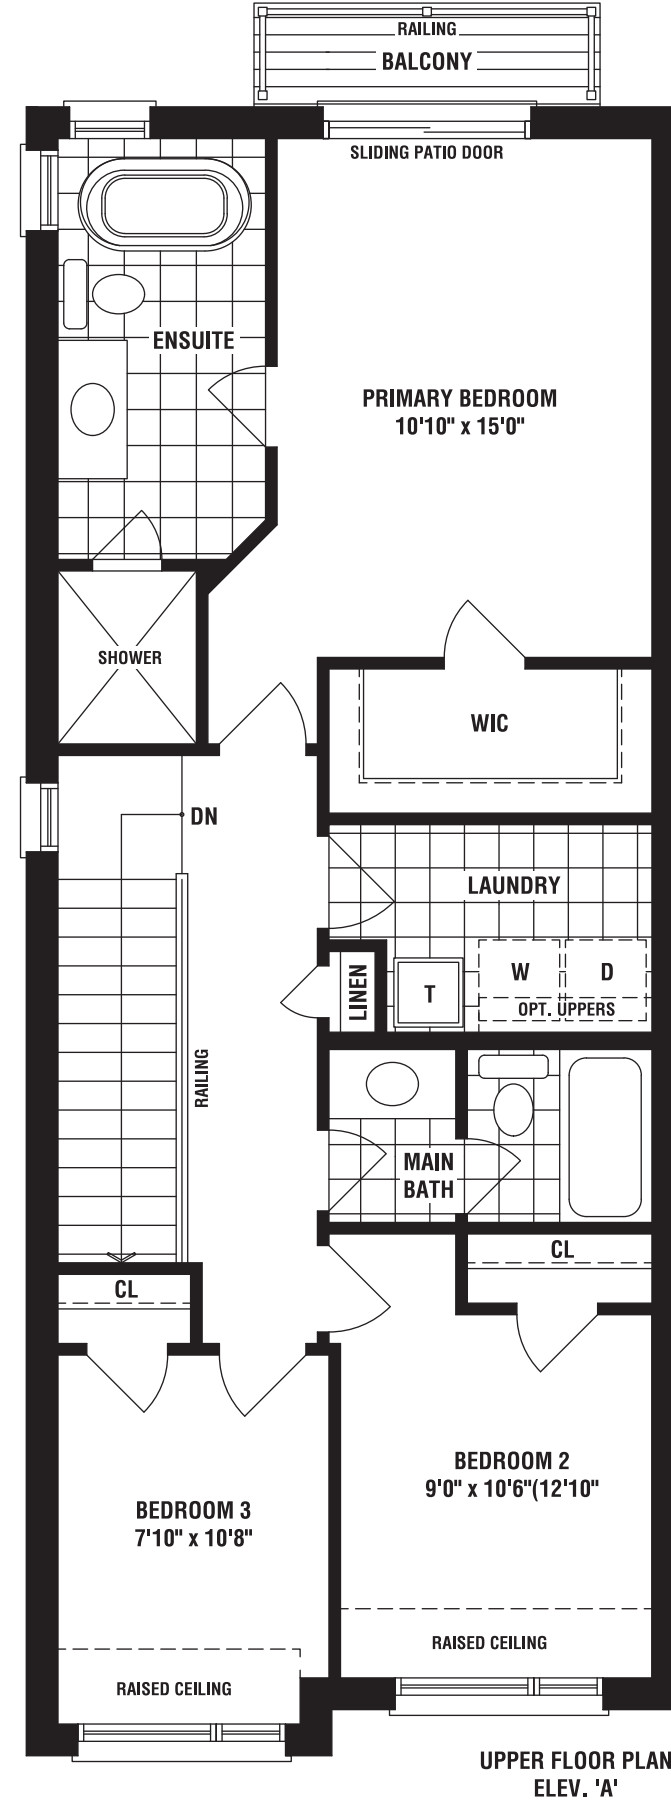 RAILING
BALCONY
SLIDING PATIO DOOR
ENSUITE
PRIMARY BEDROOM
10'10" x 15'0"
SHOWER
WIC
DN
LAUNDRY
LINEN
T
W
D
OPT. UPPERS
RAILING
MAIN
BATH
CL
CL
BEDROOM 2
9'0" x 10'6"(12'10"
BEDROOM 3
7'10" x 10'8"
RAISED CEILING
RAISED CEILING
UPPER FLOOR PLAN
ELEV. 'A'